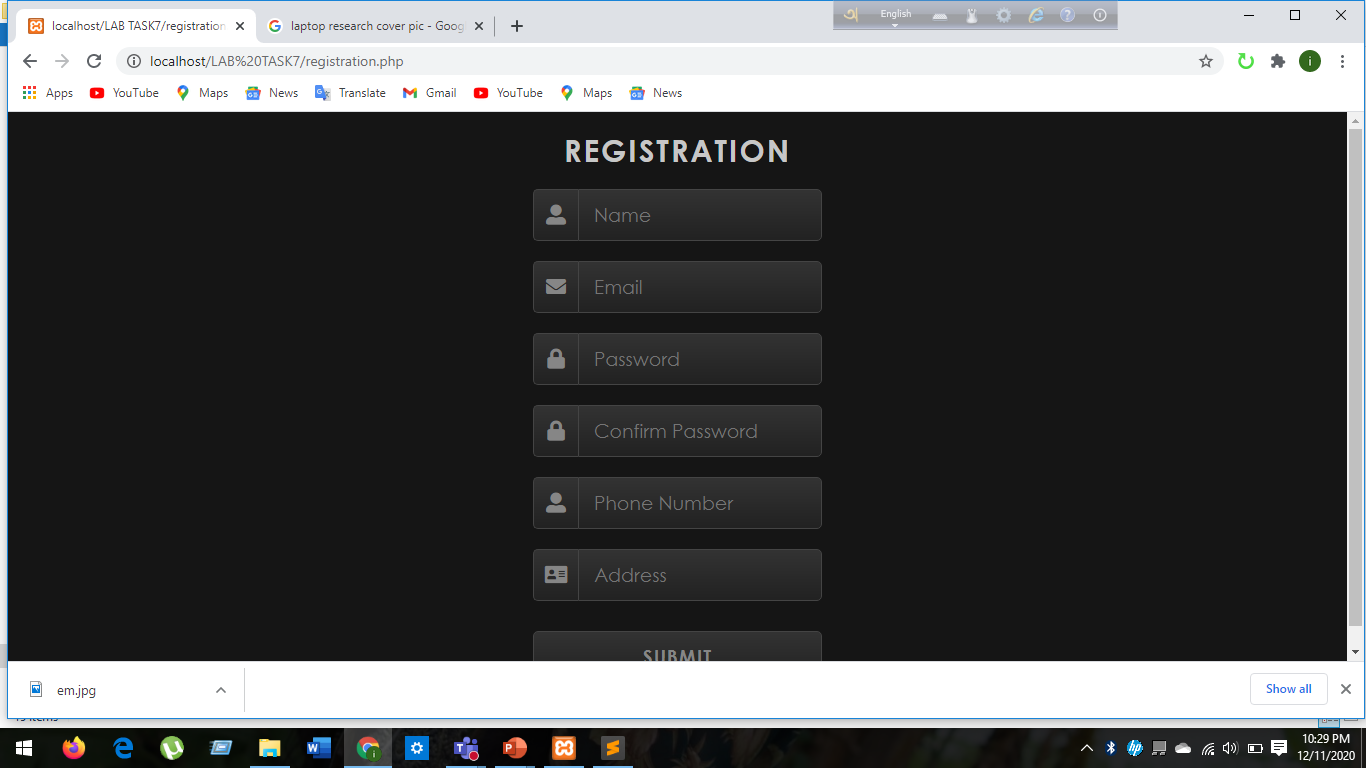 localhost/LAB TASK7/registration
laptop research cover pic - Goog
English
localhost/LAB%20TASK7/registration.php
i
Apps YouTube Maps News Translate Gmail YouTube Maps News
REGISTRATION
Name
Email
Password
Confirm Password
Phone Number
Address
SUBMIT
em.jpg
Show all
10:29 PM
12/11/2020